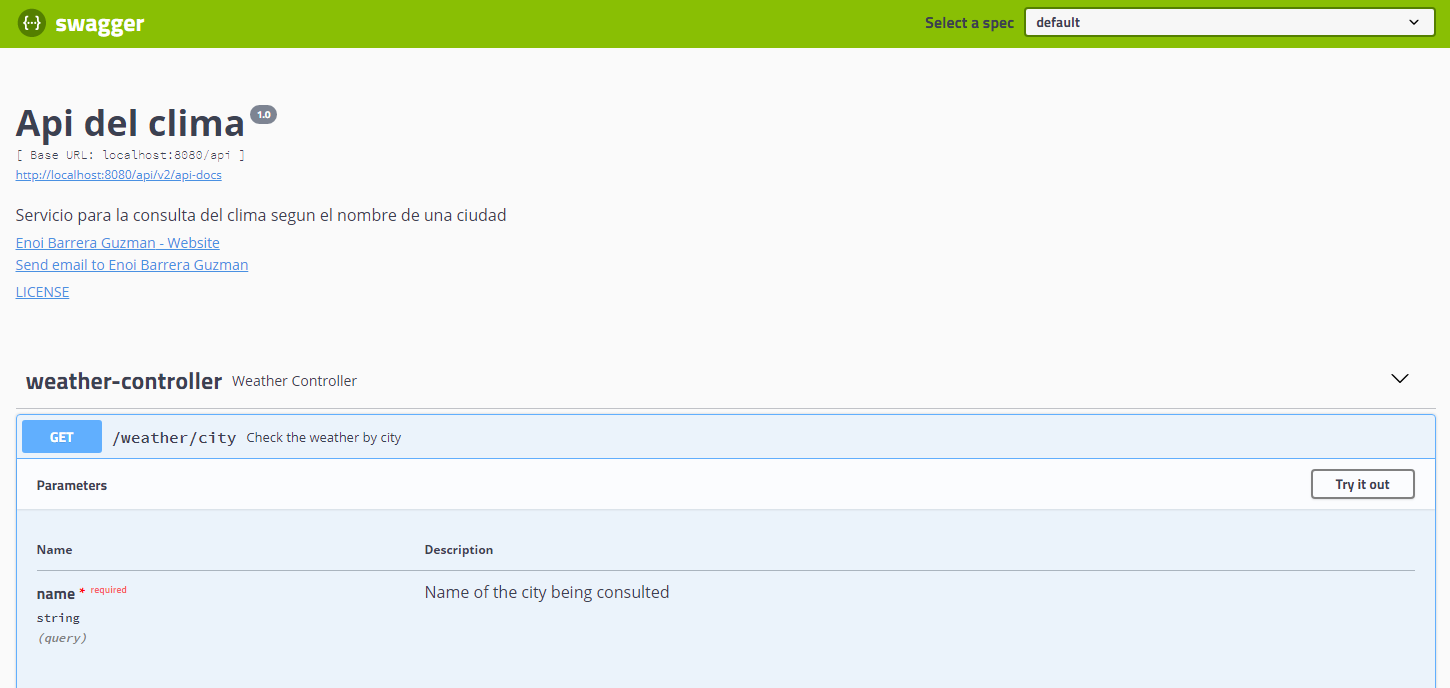 {···} swagger
Select a spec default
Api del clima 1.0
[ Base URL: localhost:8080/api ]
http://localhost:8080/api/v2/api-docs
Servicio para la consulta del clima segun el nombre de una ciudad
Enoi Barrera Guzman - Website
Send email to Enoi Barrera Guzman
LICENSE
weather-controller Weather Controller
GET /weather/city Check the weather by city
Parameters Try it out
Name Description
name * required Name of the city being consulted
string
(query)